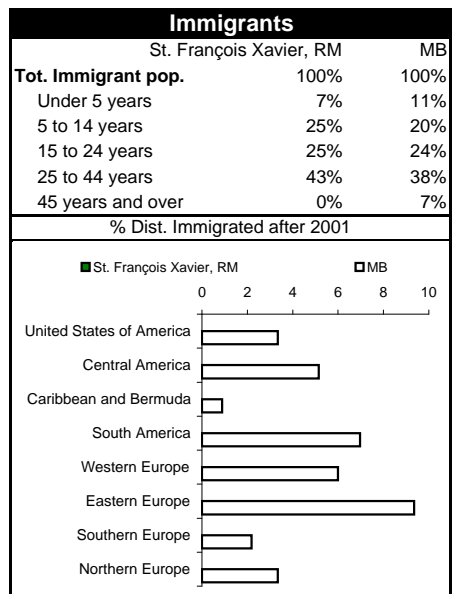 Immigrants
St. François Xavier, RM MB
Tot. Immigrant pop. 100% 100%
Under 5 years 7% 11%
5 to 14 years 25% 20%
15 to 24 years 25% 24%
25 to 44 years 43% 38%
45 years and over 0% 7%
% Dist. Immigrated after 2001
St. François Xavier, RM MB
0 2 4 6 8 10
United States of America
Central America
Caribbean and Bermuda
South America
Western Europe
Eastern Europe
Southern Europe
Northern Europe